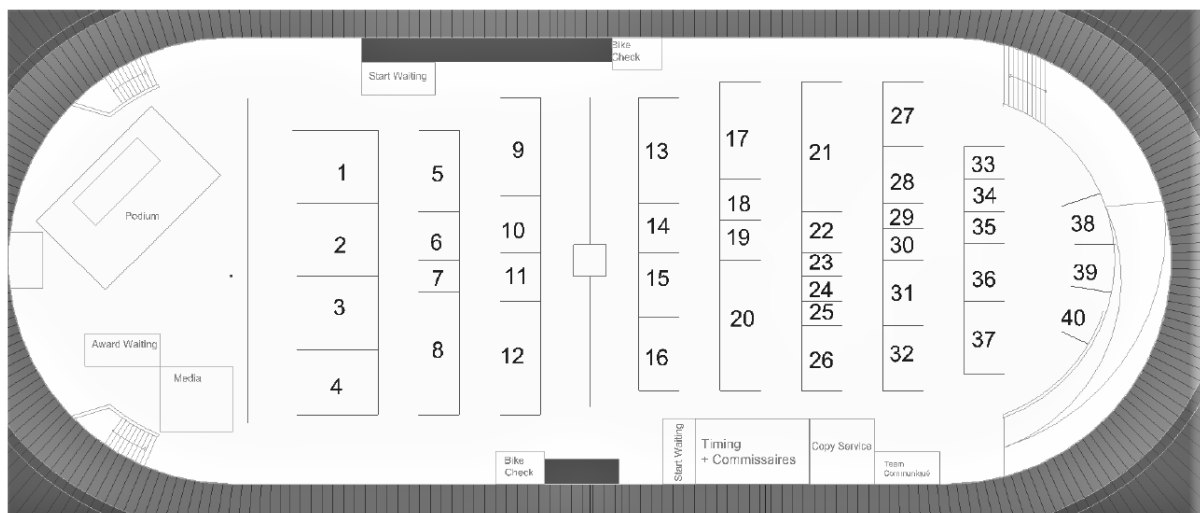 Bike
Check
Start Waiting
Podium
Award Waiting
Media
1
2
3
4
5
6
7
8
9
10
11
12
13
14
15
16
17
18
19
20
21
22
23
24
25
26
27
28
29
30
31
32
33
34
35
36
37
38
39
40
Bike
Check
Start Waiting
Timing
+ Commissaires
Copy Service
Team
Communiqué